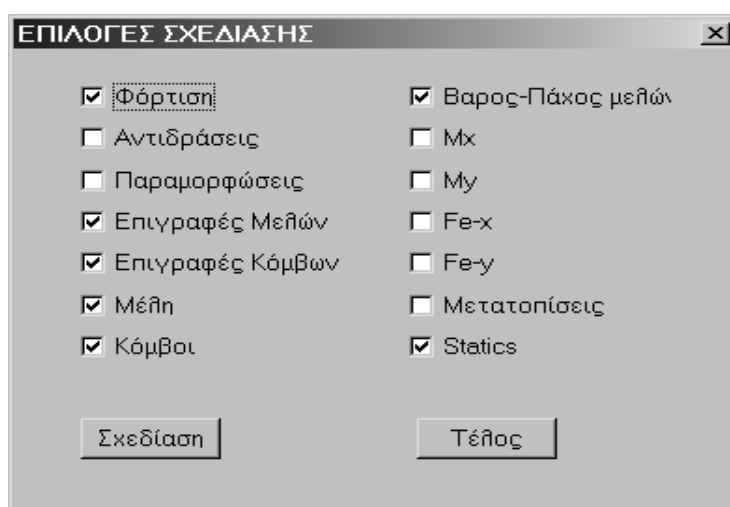 ΕΠΙΛΟΓΕΣ ΣΧΕΔΙΑΣΗΣ
Φόρτιση
Αντιδράσεις
Παραμορφώσεις
Επιγραφές Μελών
Επιγραφές Κόμβων
Μέλη
Κόμβοι
Βαρος-Πάχος μελών
Mx
My
Fe-x
Fe-y
Μετατοπίσεις
Statics
Σχεδίαση
Τέλος